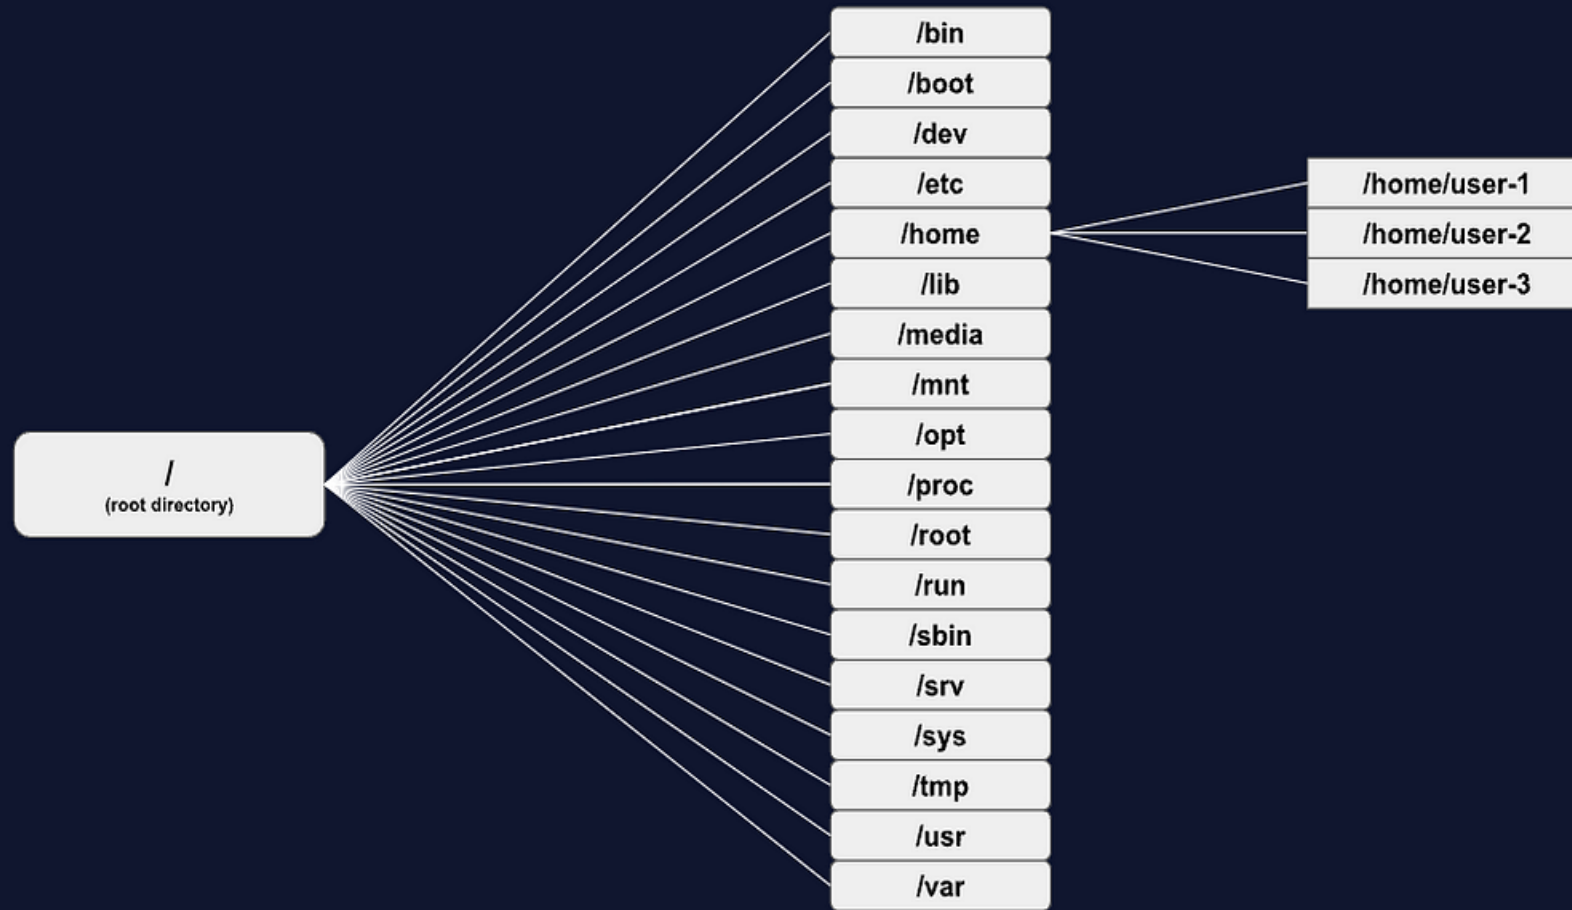 /
(root directory)
/bin
/boot
/dev
/etc
/home
/lib
/media
/mnt
/opt
/proc
/root
/run
/sbin
/srv
/sys
/tmp
/usr
/var
/home/user-1
/home/user-2
/home/user-3